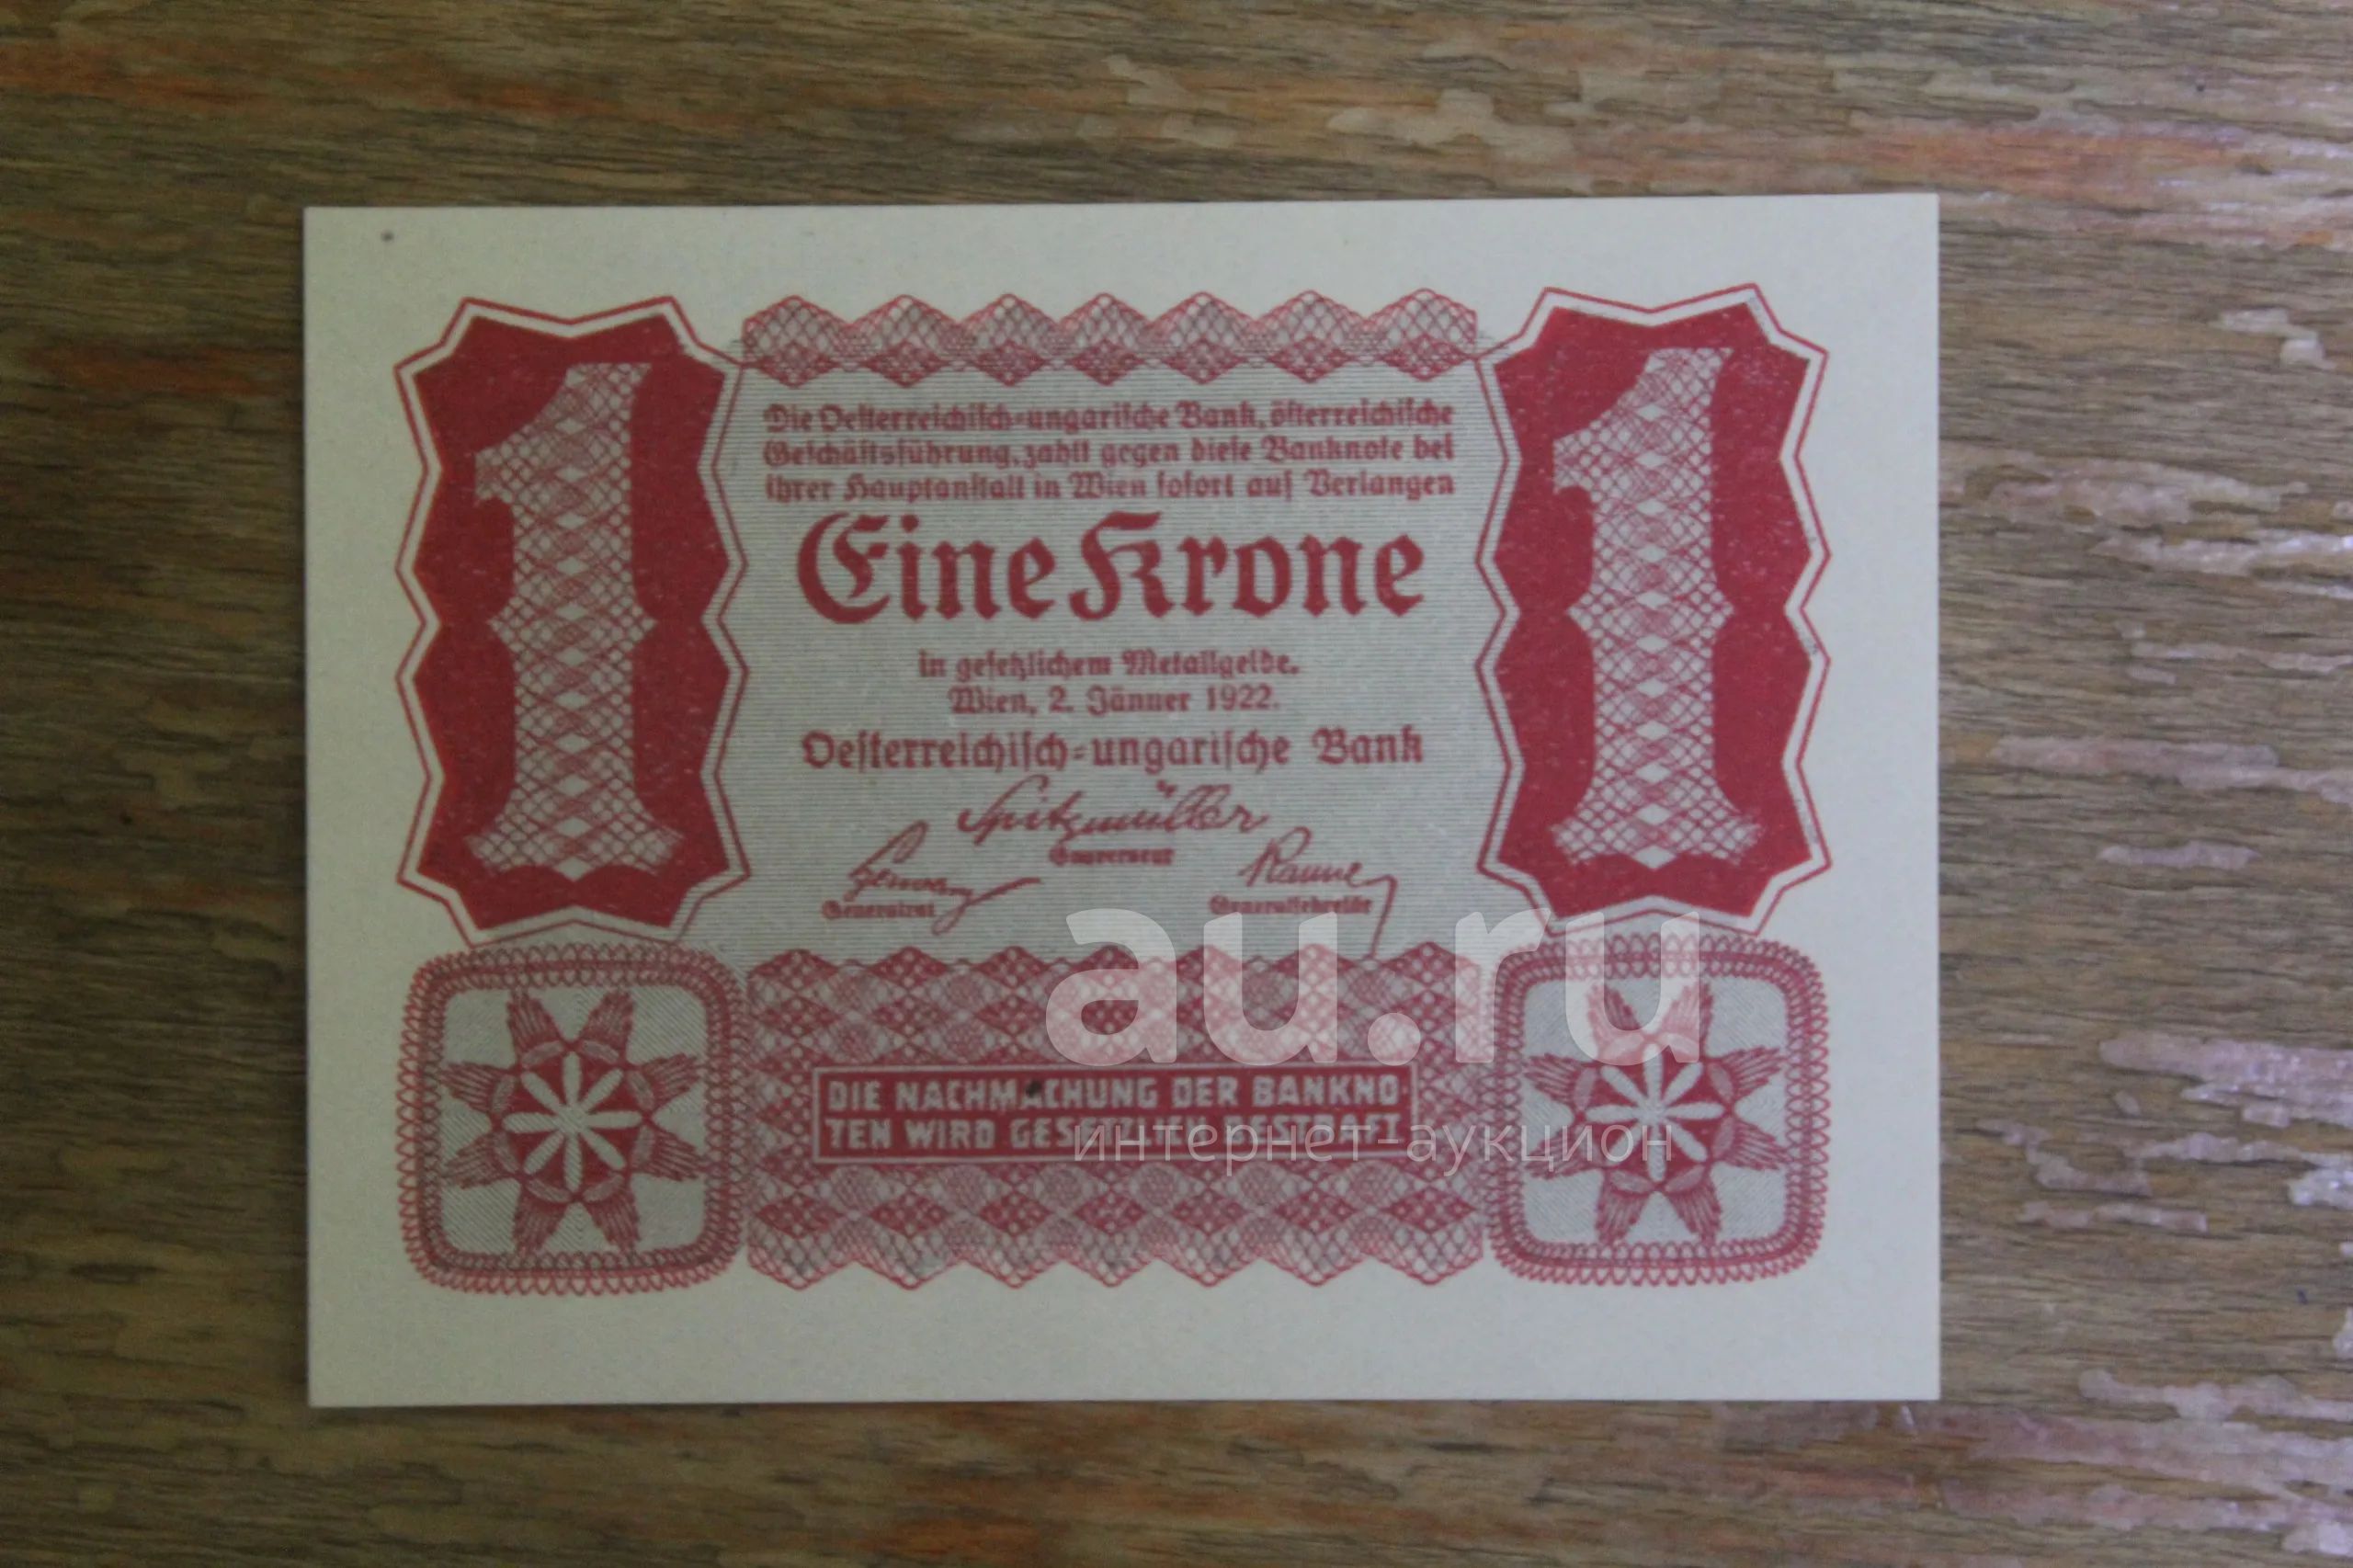 1
1
Die Oesterreichisch-ungarische Bank, österreichische
Geschäftsführung, zahlt gegen diese Banknote bei
ihrer Hauptanstalt in Wien sofort auf Verlangen
Eine Krone
in gesetzlichem Metallgelde.
Wien, 2. Jänner 1922.
Oesterreichisch-ungarische Bank
Spitzmüller
Gouverneur
Generalrat
Generalsekretär
au.ru
DIE NACHMACHUNG DER BANKNO-
TEN WIRD GESETZLICH BESTRAFT
интернет-аукцион